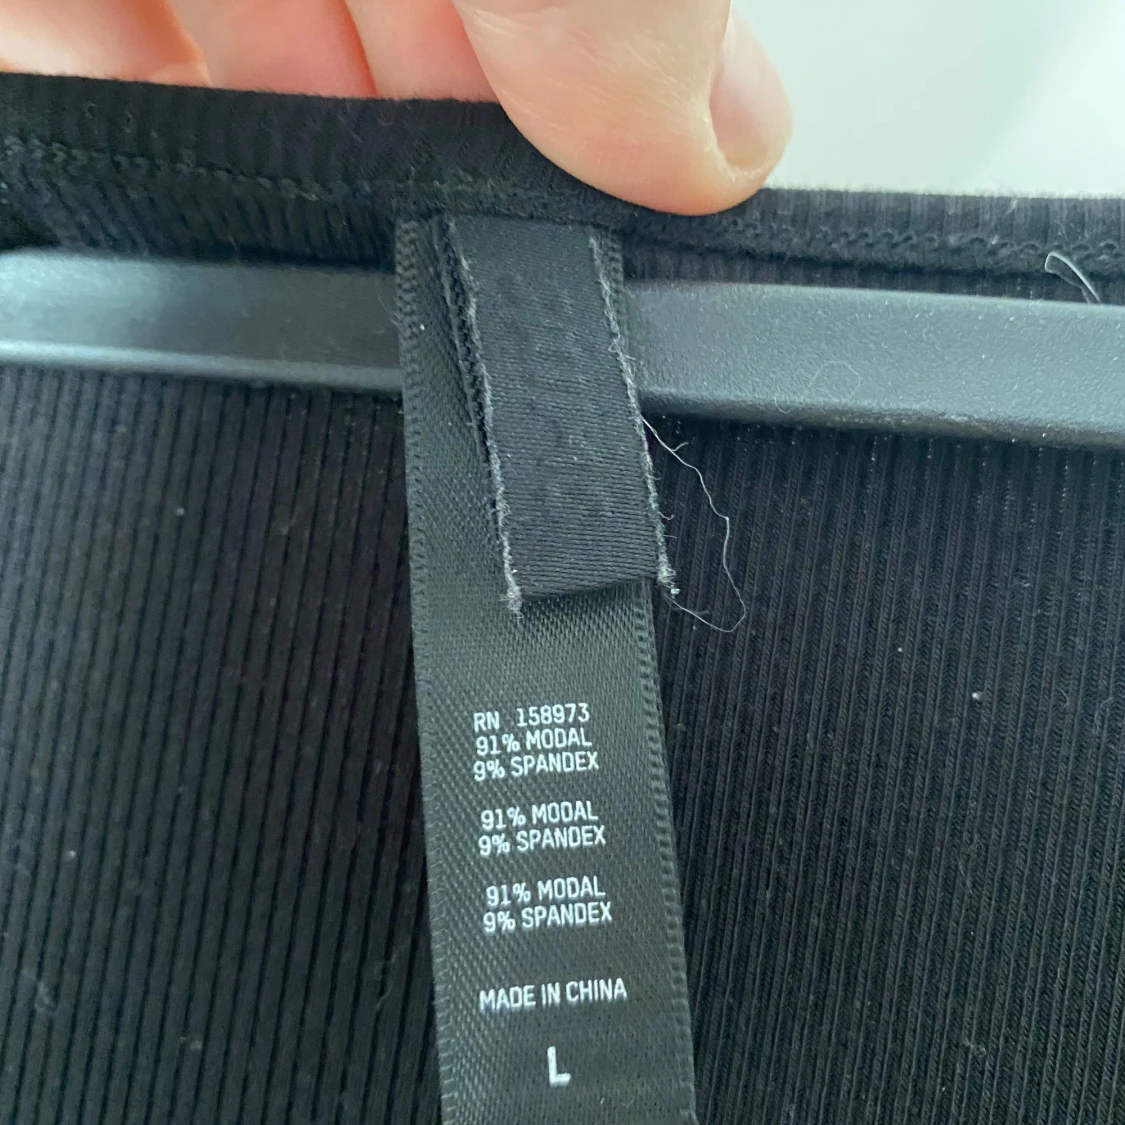 RN 158973
91% MODAL
9% SPANDEX
91% MODAL
9% SPANDEX
91% MODAL
9% SPANDEX
MADE IN CHINA
L